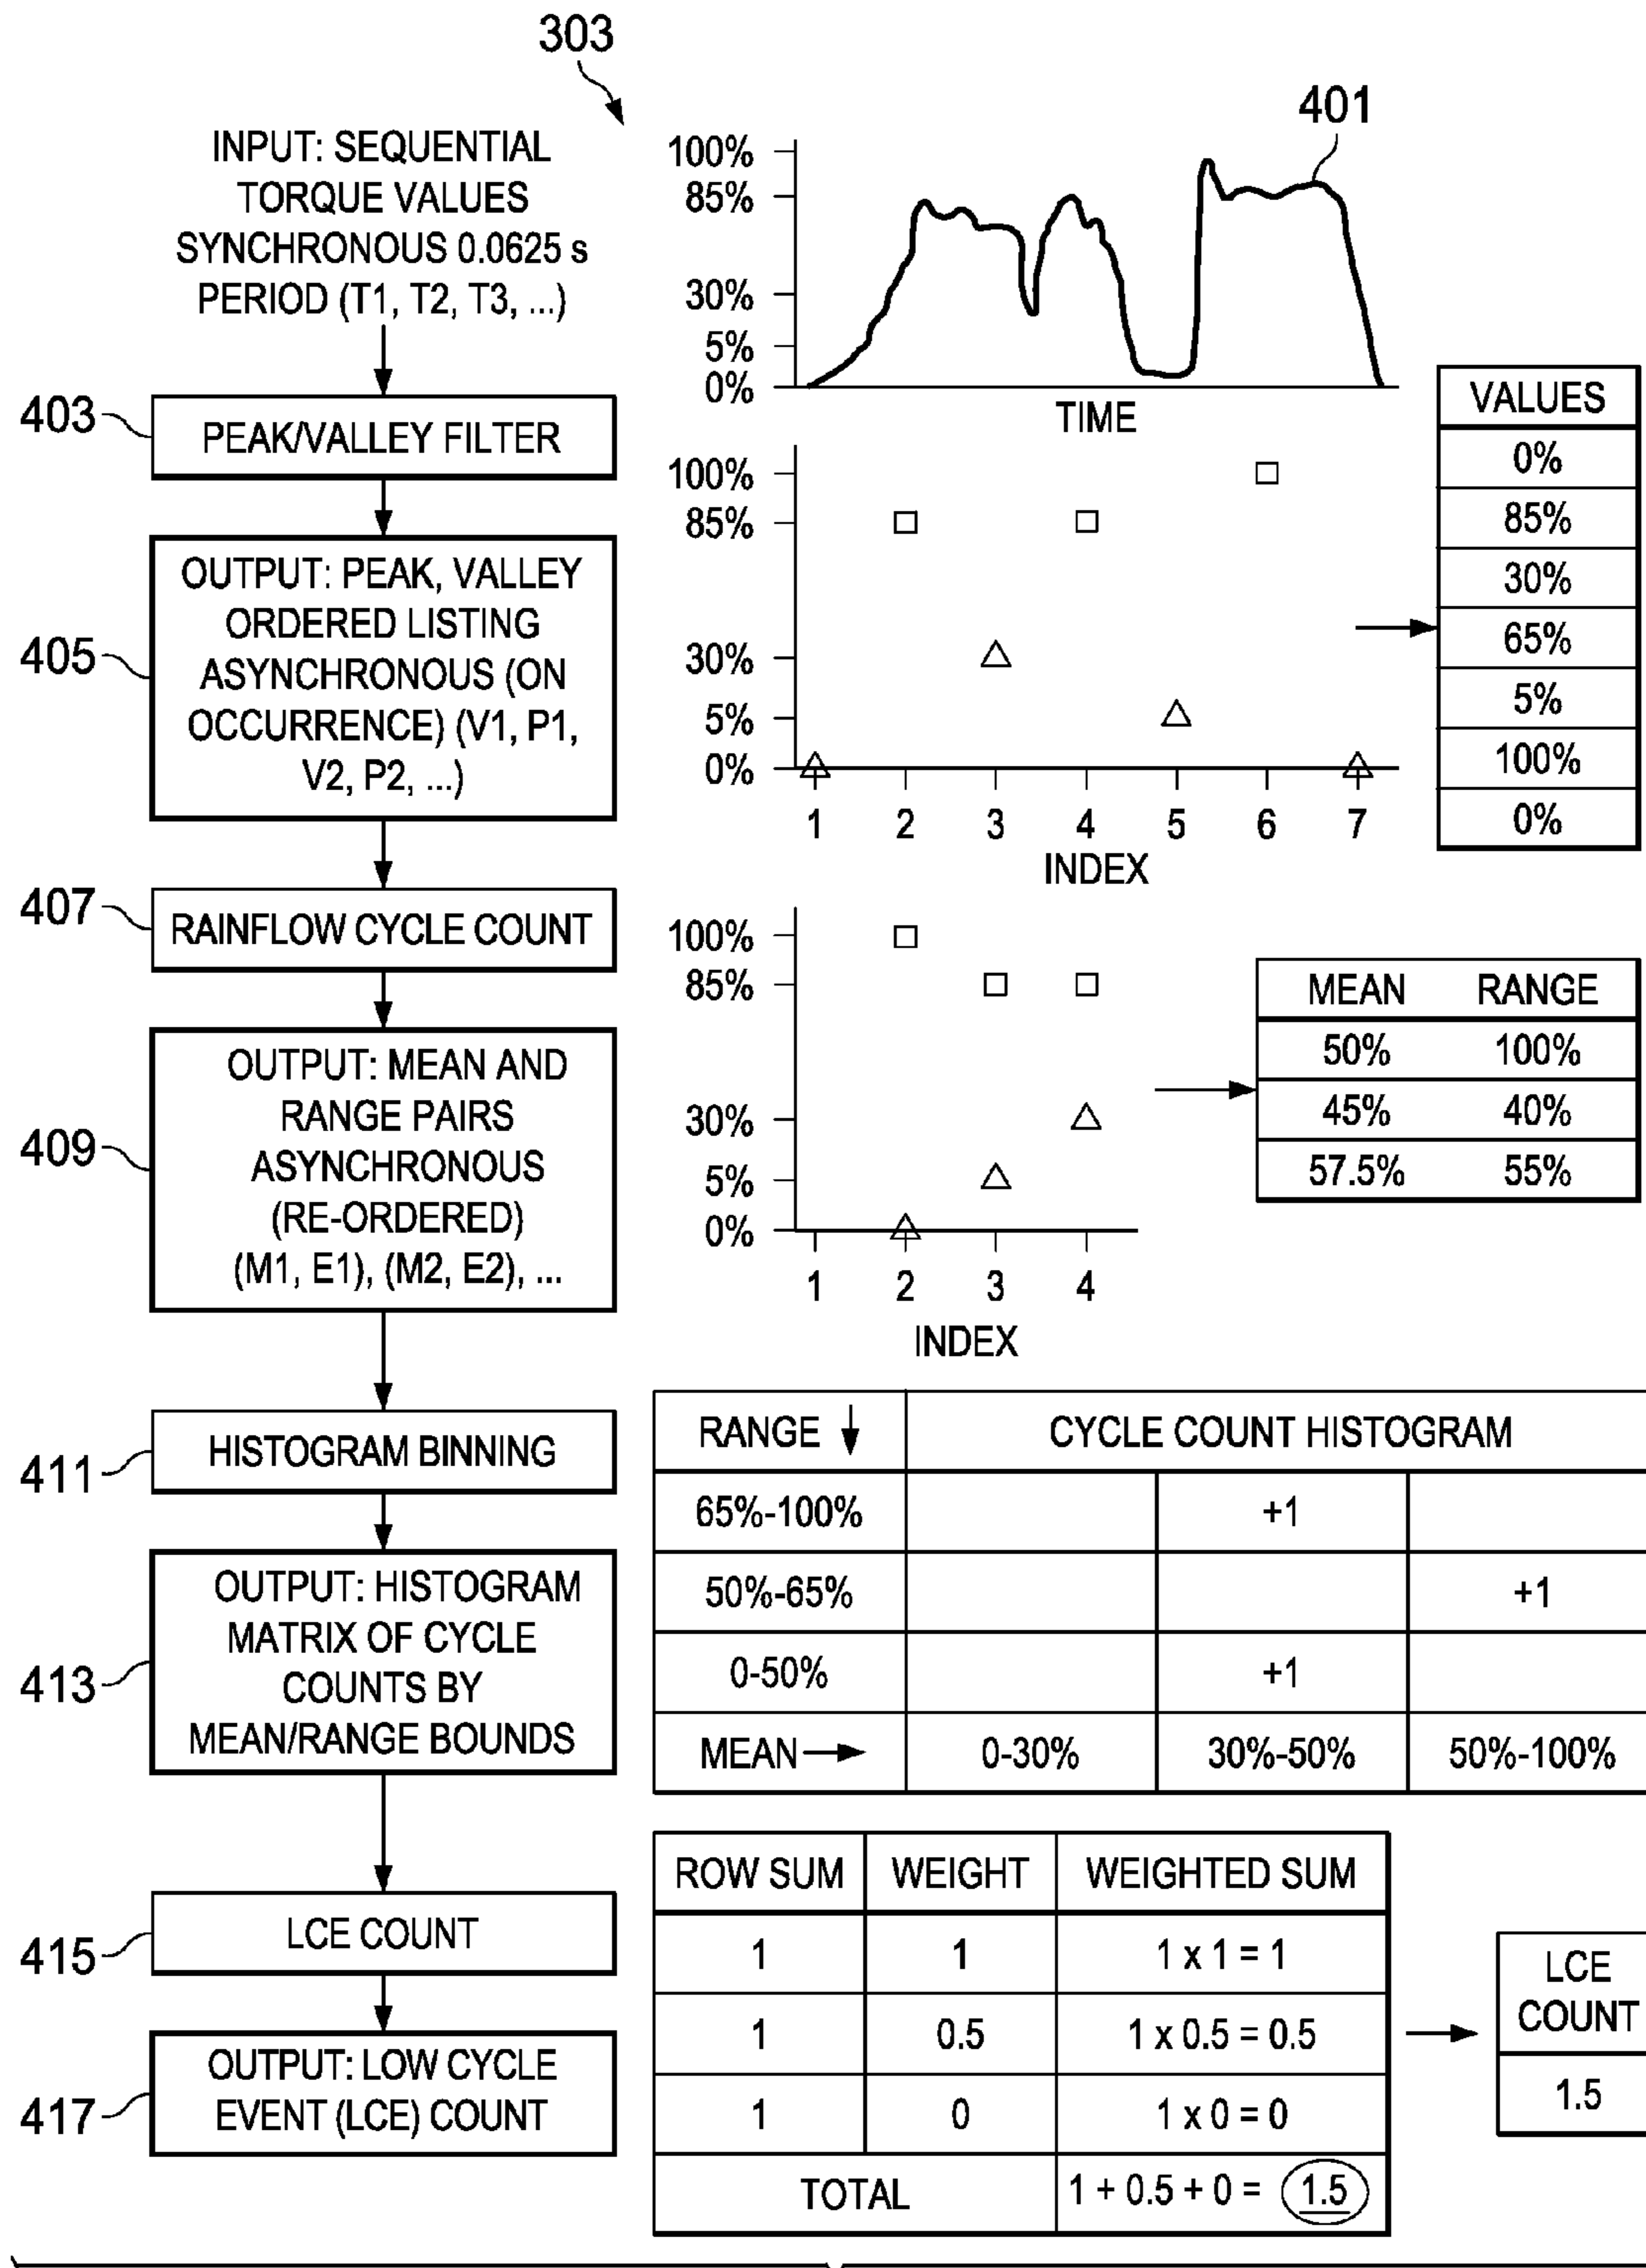 303
INPUT: SEQUENTIAL
TORQUE VALUES
SYNCHRONOUS 0.0625 s
PERIOD (T1, T2, T3, ...)
401
100%
85%
30%
5%
0%
TIME
403
PEAK/VALLEY FILTER
405
OUTPUT: PEAK, VALLEY
ORDERED LISTING
ASYNCHRONOUS (ON
OCCURRENCE) (V1, P1,
V2, P2, ...)
100%
85%
30%
5%
0%
1 2 3 4 5 6 7
INDEX
VALUES
0%
85%
30%
65%
5%
100%
0%
407
RAINFLOW CYCLE COUNT
409
OUTPUT: MEAN AND
RANGE PAIRS
ASYNCHRONOUS
(RE-ORDERED)
(M1, E1), (M2, E2), ...
100%
85%
30%
5%
0%
1 2 3 4
INDEX
MEAN RANGE
50% 100%
45% 40%
57.5% 55%
411
HISTOGRAM BINNING
413
OUTPUT: HISTOGRAM
MATRIX OF CYCLE
COUNTS BY
MEAN/RANGE BOUNDS
RANGE CYCLE COUNT HISTOGRAM
65%-100% +1
50%-65% +1
0-50% +1
MEAN 0-30% 30%-50% 50%-100%
415
LCE COUNT
417
OUTPUT: LOW CYCLE
EVENT (LCE) COUNT
ROW SUM WEIGHT WEIGHTED SUM
1 1 1 x 1 = 1
1 0.5 1 x 0.5 = 0.5
1 0 1 x 0 = 0
TOTAL 1 + 0.5 + 0 = 1.5
LCE
COUNT
1.5